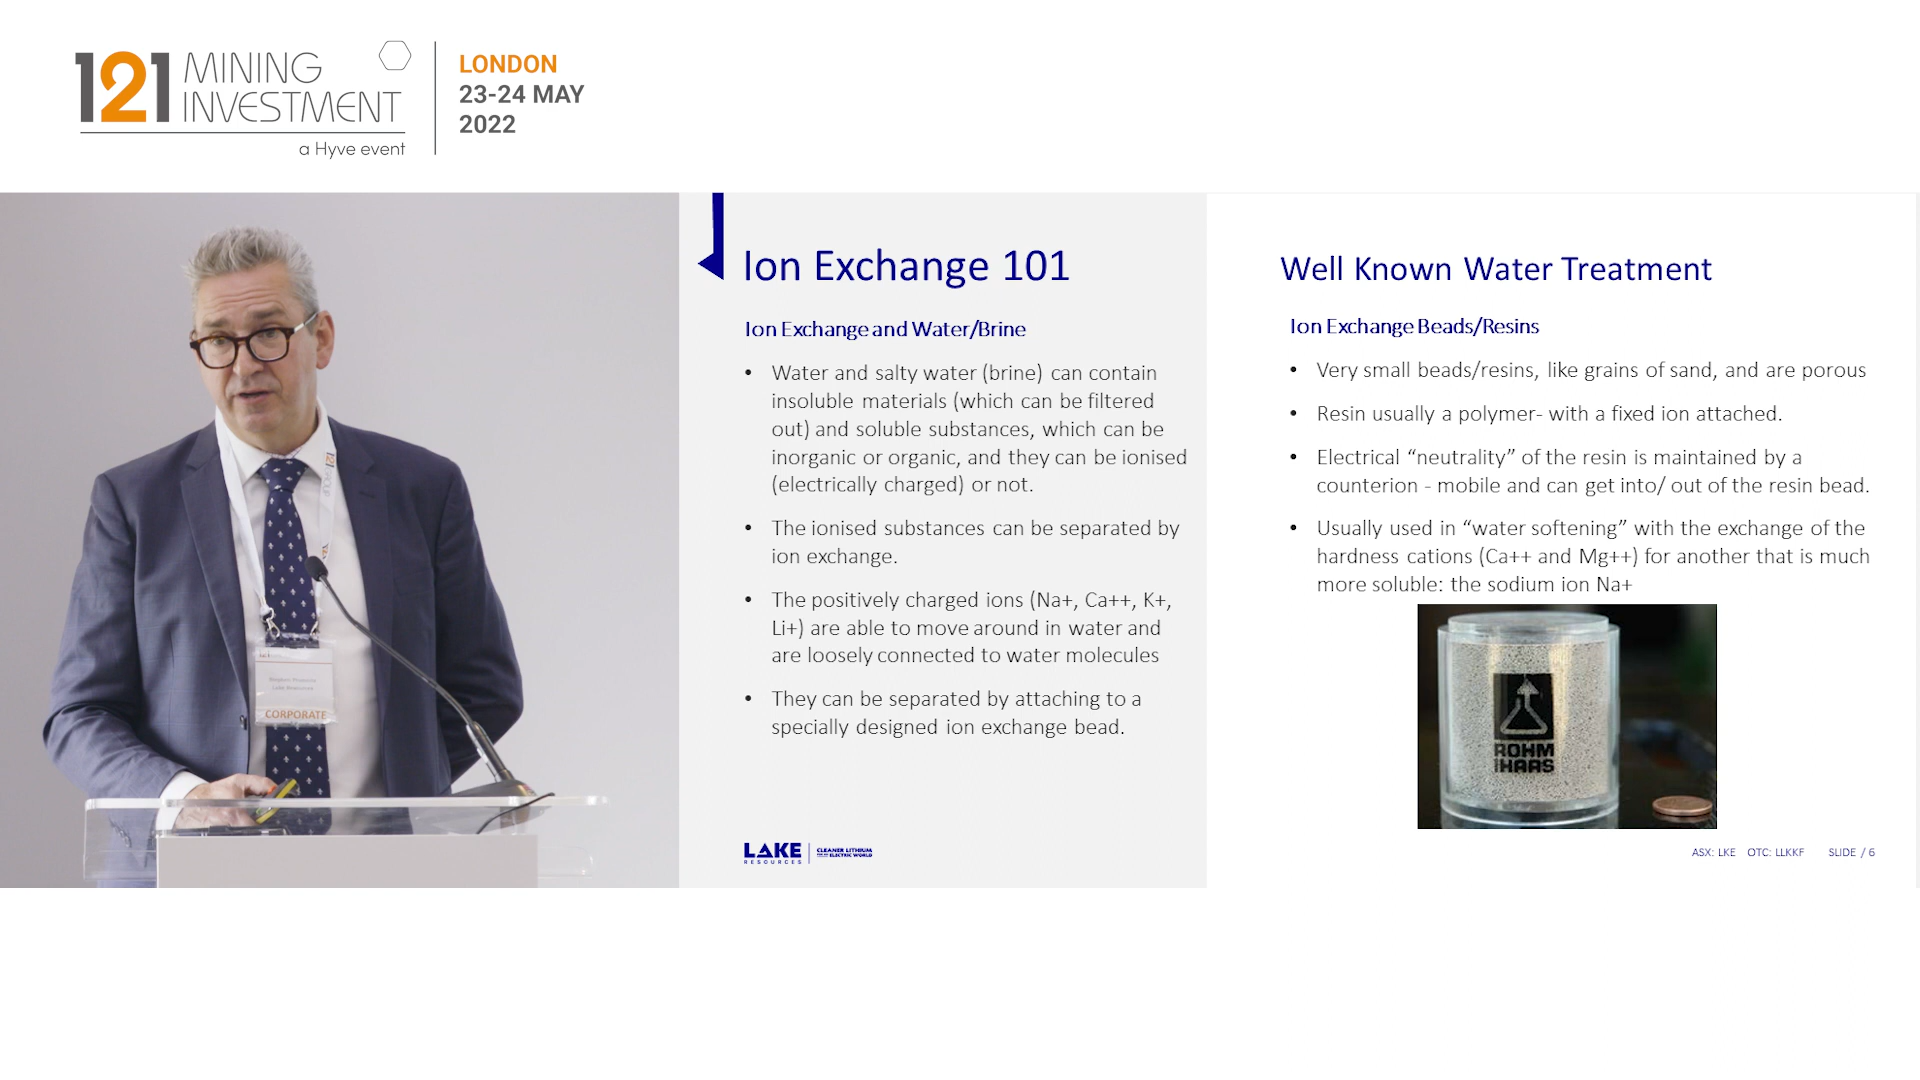 121 MINING
INVESTMENT
a Hyve event
LONDON
23-24 MAY
2022
Ion Exchange 101
Ion Exchange and Water/Brine
• Water and salty water (brine) can contain
insoluble materials (which can be filtered
out) and soluble substances, which can be
inorganic or organic, and they can be ionised
(electrically charged) or not.
• The ionised substances can be separated by
ion exchange.
• The positively charged ions (Na+, Ca++, K+,
Li+) are able to move around in water and
are loosely connected to water molecules
• They can be separated by attaching to a
specially designed ion exchange bead.
LAKE
RESOURCES
CLEANER LITHIUM
FOR AN ELECTRIC WORLD
Well Known Water Treatment
Ion Exchange Beads/Resins
• Very small beads/resins, like grains of sand, and are porous
• Resin usually a polymer- with a fixed ion attached.
• Electrical “neutrality” of the resin is maintained by a
counterion - mobile and can get into/ out of the resin bead.
• Usually used in “water softening” with the exchange of the
hardness cations (Ca++ and Mg++) for another that is much
more soluble: the sodium ion Na+
ROHM
AND HAAS
ASX: LKE OTC: LLKKF SLIDE / 6
121
CORPORATE